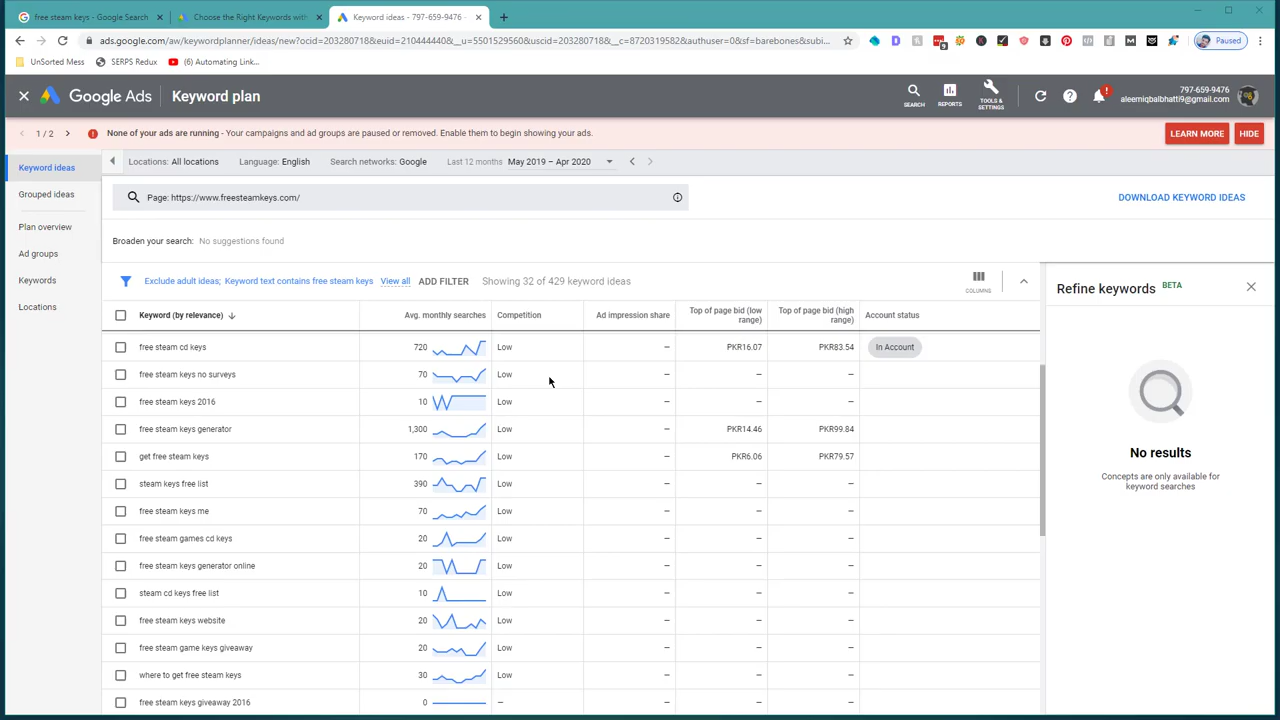 free steam keys - Google Search
Choose the Right Keywords with
Keyword ideas - 797-659-9476 -
ads.google.com/aw/keywordplanner/ideas/new?ocid=203280718&euid=210444440&__u=5501529560&uscid=203280718&__c=8720319582&authuser=0&sf=barebones&subi...
9
Paused
UnSorted Mess
SERPS Redux
(6) Automating Link...
Google Ads
Keyword plan
SEARCH
REPORTS
TOOLS & SETTINGS
!
797-659-9476
aleemiqbalbhatti9@gmail.com
1 / 2
None of your ads are running - Your campaigns and ad groups are paused or removed. Enable them to begin showing your ads.
LEARN MORE
HIDE
Keyword ideas
Grouped ideas
Plan overview
Ad groups
Keywords
Locations
Locations: All locations
Language: English
Search networks: Google
Last 12 months May 2019 – Apr 2020
Page: https://www.freesteamkeys.com/
DOWNLOAD KEYWORD IDEAS
Broaden your search: No suggestions found
Exclude adult ideas; Keyword text contains free steam keys View all ADD FILTER Showing 32 of 429 keyword ideas
COLUMNS
Keyword (by relevance) Avg. monthly searches Competition Ad impression share Top of page bid (low range) Top of page bid (high range) Account status
free steam cd keys 720 Low – PKR16.07 PKR83.54 In Account
free steam keys no surveys 70 Low – – –
free steam keys 2016 10 Low – – –
free steam keys generator 1,300 Low – PKR14.46 PKR99.84
get free steam keys 170 Low – PKR6.06 PKR79.57
steam keys free list 390 Low – – –
free steam keys me 70 Low – – –
free steam games cd keys 20 Low – – –
free steam keys generator online 20 Low – – –
steam cd keys free list 10 Low – – –
free steam keys website 20 Low – – –
free steam game keys giveaway 20 Low – – –
where to get free steam keys 30 Low – – –
free steam keys giveaway 2016 0 – – – –
Refine keywords BETA
No results
Concepts are only available for
keyword searches